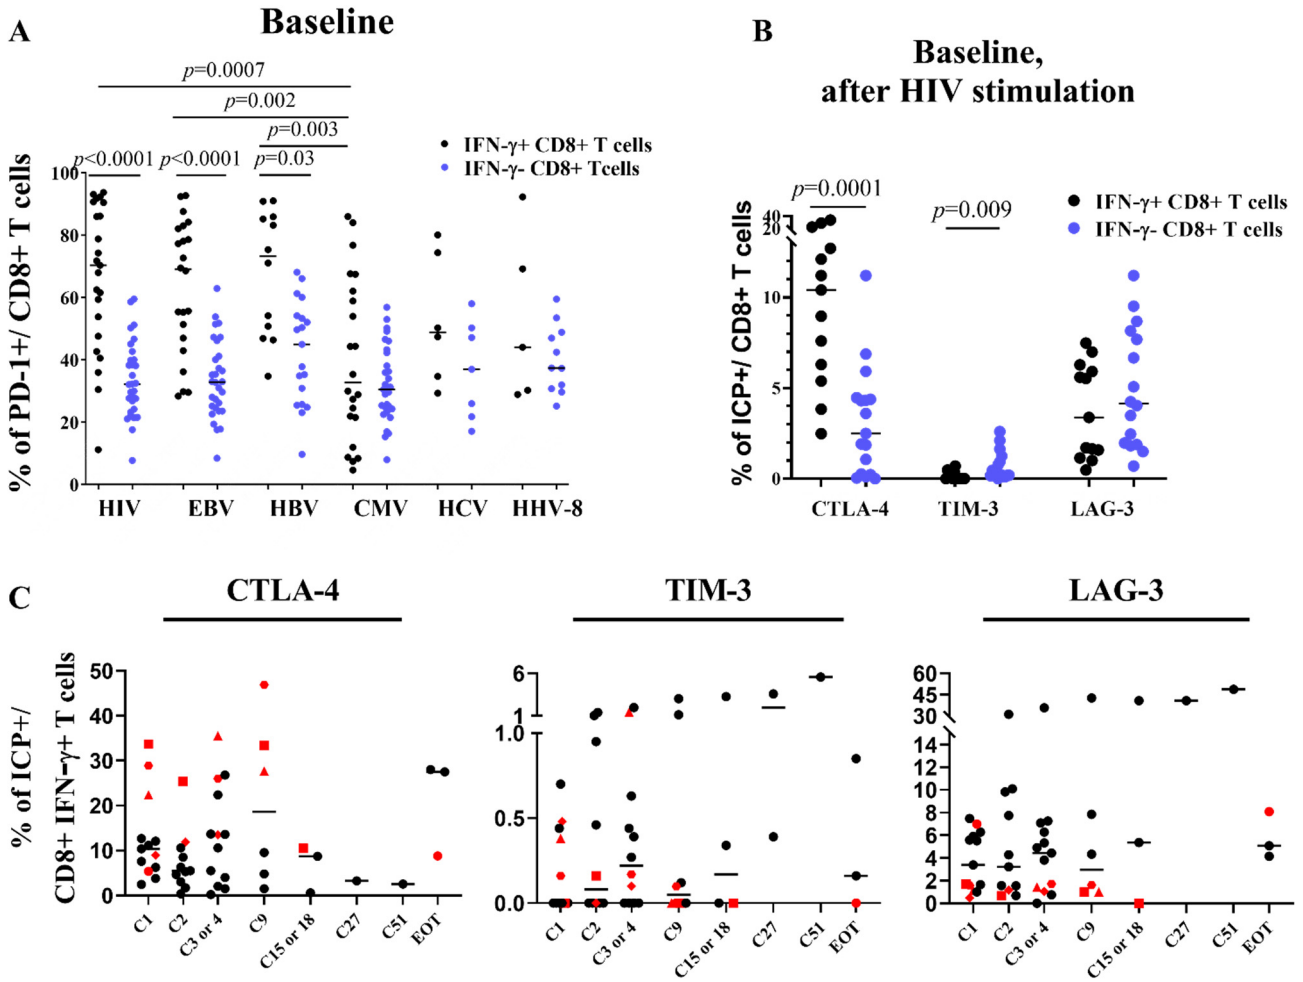 A
Baseline
p=0.0007
p=0.002
p=0.003
p<0.0001 p<0.0001 p=0.03
IFN-γ+ CD8+ T cells
IFN-γ- CD8+ Tcells
% of PD-1+/ CD8+ T cells
100
80
60
40
20
0
HIV EBV HBV CMV HCV HHV-8
B
Baseline,
after HIV stimulation
p=0.0001
p=0.009
IFN-γ+ CD8+ T cells
IFN-γ- CD8+ T cells
% of ICP+/ CD8+ T cells
40
20
10
5
0
CTLA-4 TIM-3 LAG-3
C
% of ICP+/
CD8+ IFN-γ+ T cells
CTLA-4
50
40
30
20
10
0
C1 C2 C3 or 4 C9 C15 or 18 C27 C51 EOT
TIM-3
6
1
1.0
0.5
0.0
C1 C2 C3 or 4 C9 C15 or 18 C27 C51 EOT
LAG-3
60
45
30
14
12
10
8
6
4
2
0
C1 C2 C3 or 4 C9 C15 or 18 C27 C51 EOT